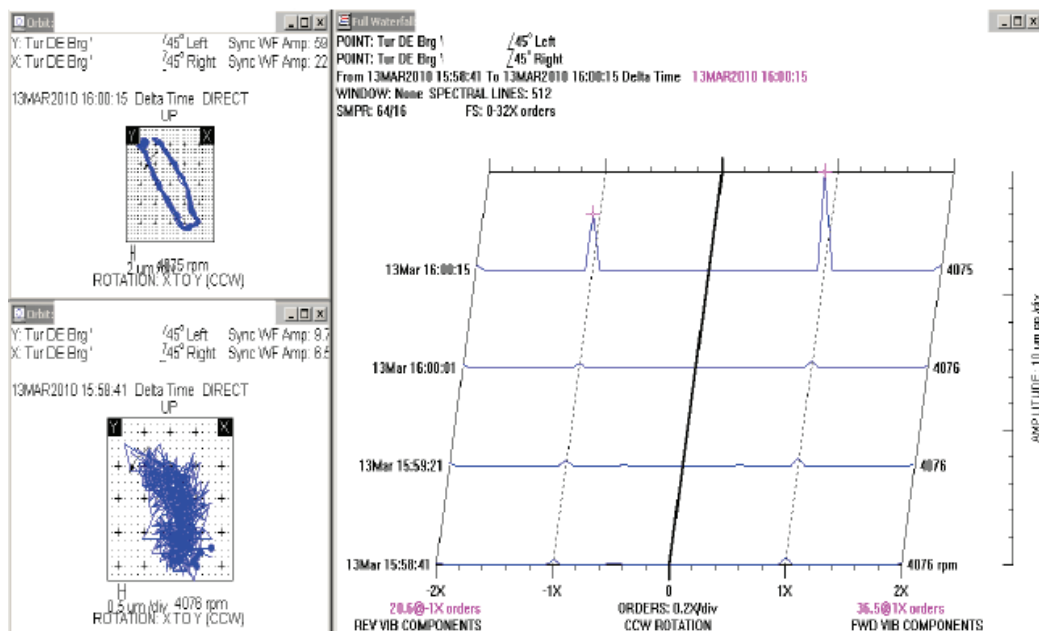 Orbit:
Y: Tur DE Brg ' /45° Left Sync WF Amp: 59
X: Tur DE Brg ' /45° Right Sync WF Amp: 22
13MAR2010 16:00:15 Delta Time DIRECT
UP
Y X
2 um/div 4075 rpm
ROTATION: X TO Y (CCW)
Orbit:
Y: Tur DE Brg ' /45° Left Sync WF Amp: 9.7
X: Tur DE Brg ' /45° Right Sync WF Amp: 6.5
13MAR2010 15:58:41 Delta Time DIRECT
UP
Y X
0.5 um/div 4076 rpm
ROTATION: X TO Y (CCW)
Full Waterfall
POINT: Tur DE Brg \ /45° Left
POINT: Tur DE Brg \ /45° Right
From 13MAR2010 15:58:41 To 13MAR2010 16:00:15 Delta Time 13MAR2010 16:00:15
WINDOW: None SPECTRAL LINES: 512
SMPR: 64/16 FS: 0-32X orders
13Mar 16:00:15 4075
13Mar 16:00:01 4076
13Mar 15:59:21 4076
13Mar 15:58:41 4076 rpm
AMPLITUDE: 10 um pp/div
-2X -1X 0 1X 2X
20.6@-1X orders ORDERS: 0.2X/div 36.5@1X orders
REV VIB COMPONENTS CCW ROTATION FWD VIB COMPONENTS